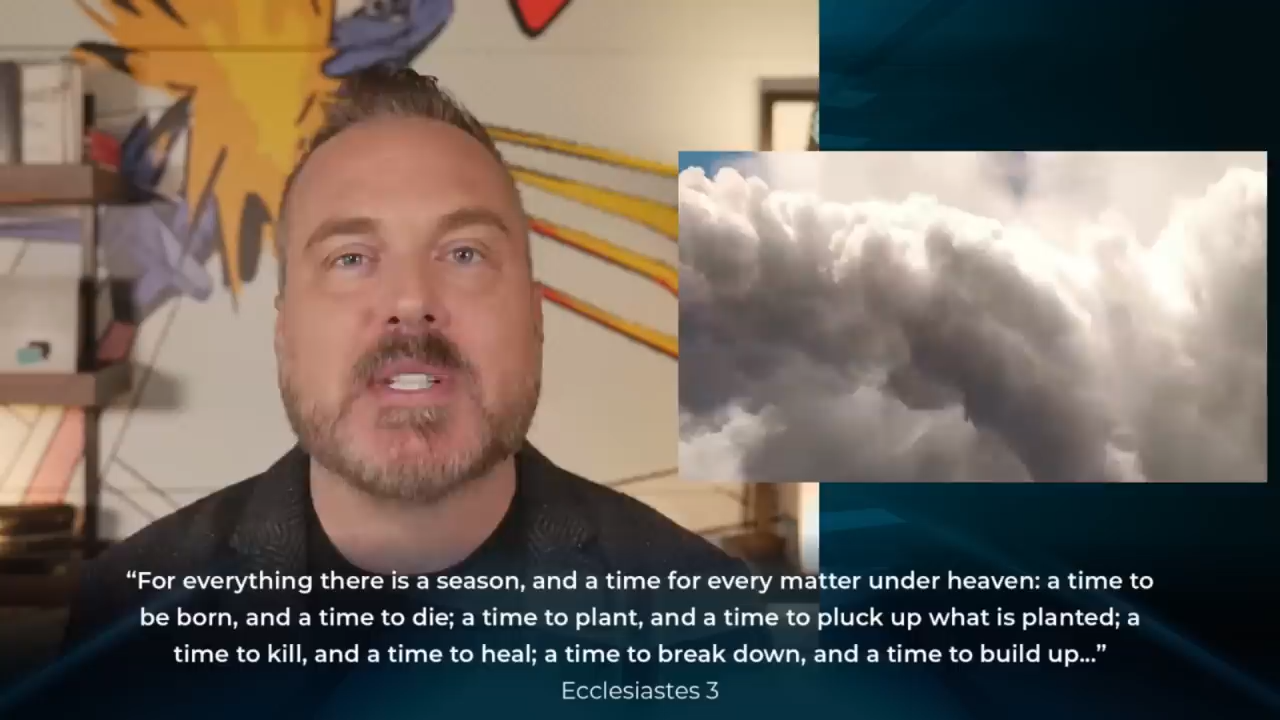 “For everything there is a season, and a time for every matter under heaven: a time to
be born, and a time to die; a time to plant, and a time to pluck up what is planted; a
time to kill, and a time to heal; a time to break down, and a time to build up...”
Ecclesiastes 3